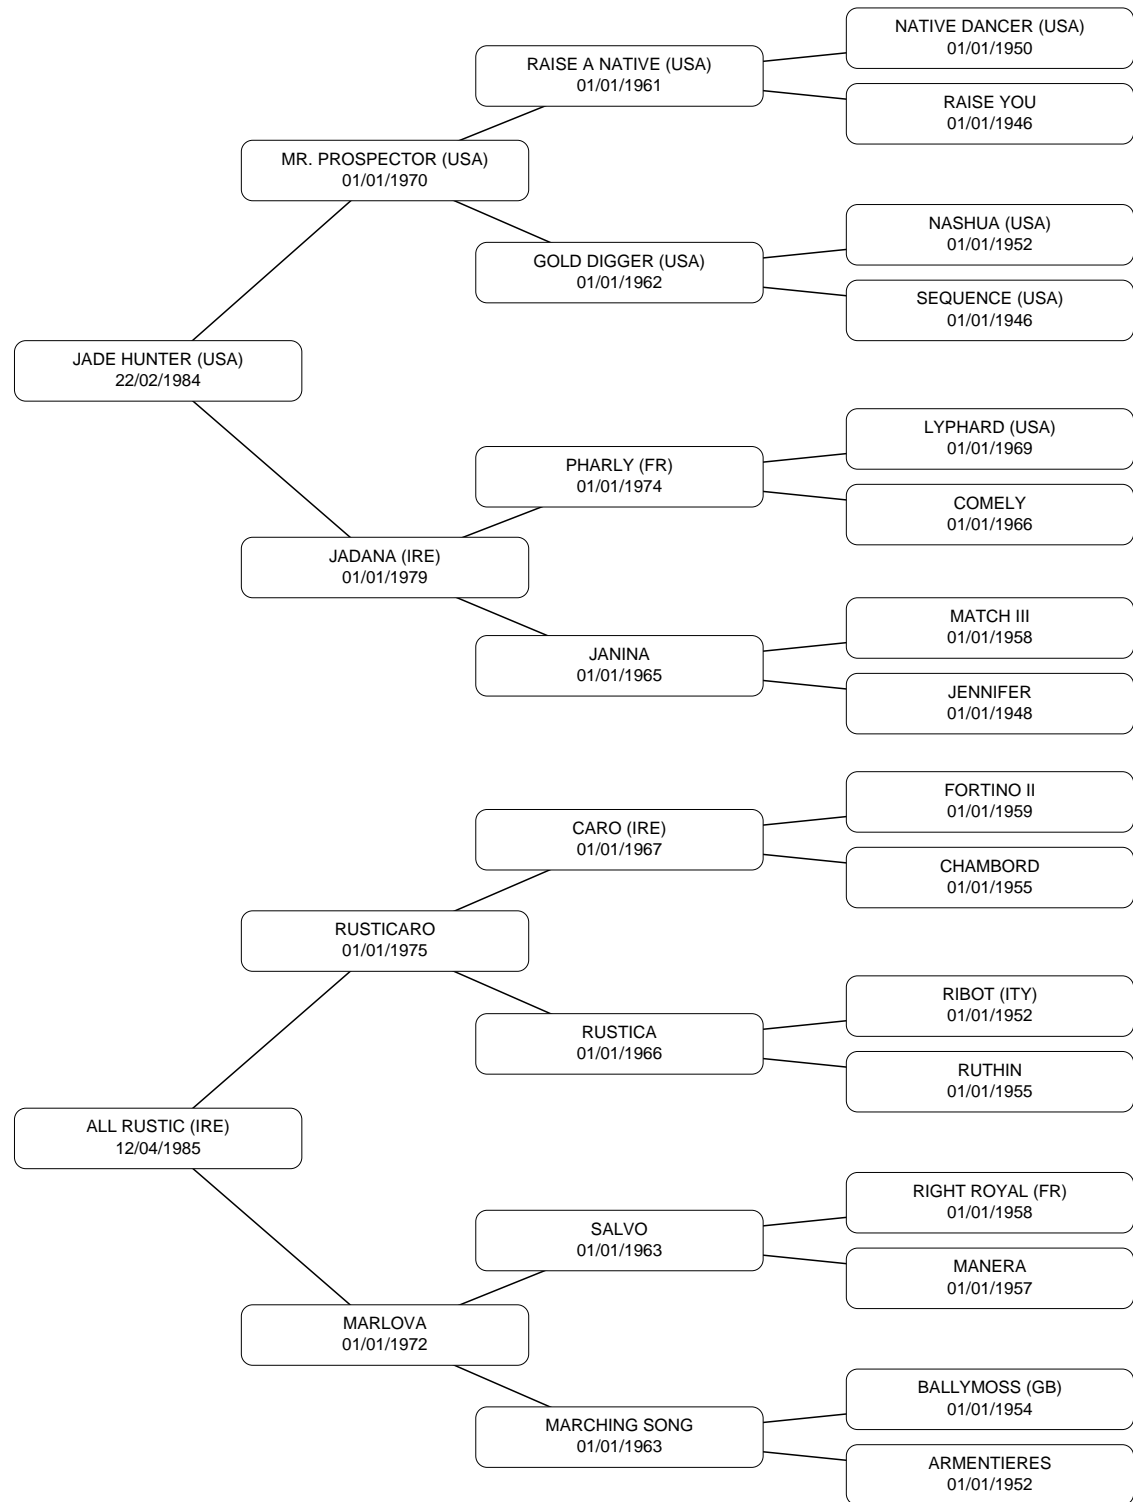 NATIVE DANCER (USA)
01/01/1950
RAISE A NATIVE (USA)
01/01/1961
RAISE YOU
01/01/1946
MR. PROSPECTOR (USA)
01/01/1970
NASHUA (USA)
01/01/1952
GOLD DIGGER (USA)
01/01/1962
SEQUENCE (USA)
01/01/1946
JADE HUNTER (USA)
22/02/1984
LYPHARD (USA)
01/01/1969
PHARLY (FR)
01/01/1974
COMELY
01/01/1966
JADANA (IRE)
01/01/1979
MATCH III
01/01/1958
JANINA
01/01/1965
JENNIFER
01/01/1948
FORTINO II
01/01/1959
CARO (IRE)
01/01/1967
CHAMBORD
01/01/1955
RUSTICARO
01/01/1975
RIBOT (ITY)
01/01/1952
RUSTICA
01/01/1966
RUTHIN
01/01/1955
ALL RUSTIC (IRE)
12/04/1985
RIGHT ROYAL (FR)
01/01/1958
SALVO
01/01/1963
MANERA
01/01/1957
MARLOVA
01/01/1972
BALLYMOSS (GB)
01/01/1954
MARCHING SONG
01/01/1963
ARMENTIERES
01/01/1952